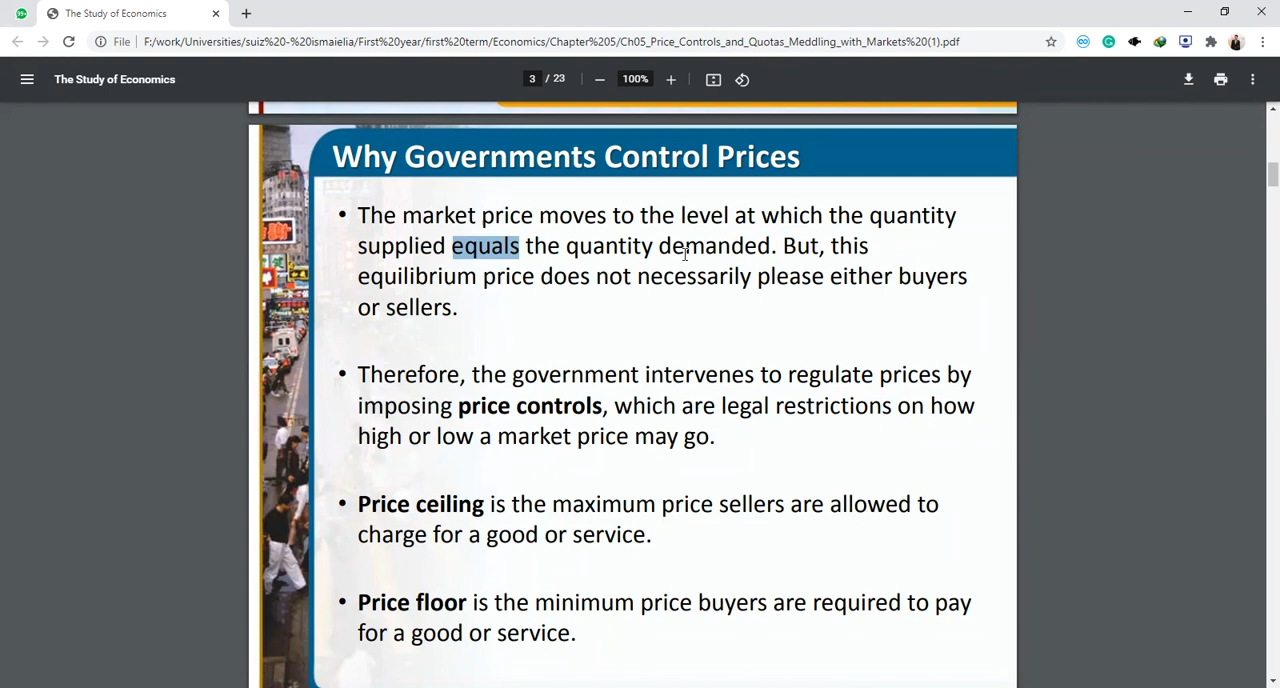 99+
The Study of Economics
File
F:/work/Universities/suiz%20-%20ismaielia/First%20year/first%20term/Economics/Chapter%205/Ch05_Price_Controls_and_Quotas_Meddling_with_Markets%20(1).pdf
The Study of Economics
3 / 23
100%
Why Governments Control Prices
• The market price moves to the level at which the quantity
supplied equals the quantity demanded. But, this
equilibrium price does not necessarily please either buyers
or sellers.
• Therefore, the government intervenes to regulate prices by
imposing price controls, which are legal restrictions on how
high or low a market price may go.
• Price ceiling is the maximum price sellers are allowed to
charge for a good or service.
• Price floor is the minimum price buyers are required to pay
for a good or service.